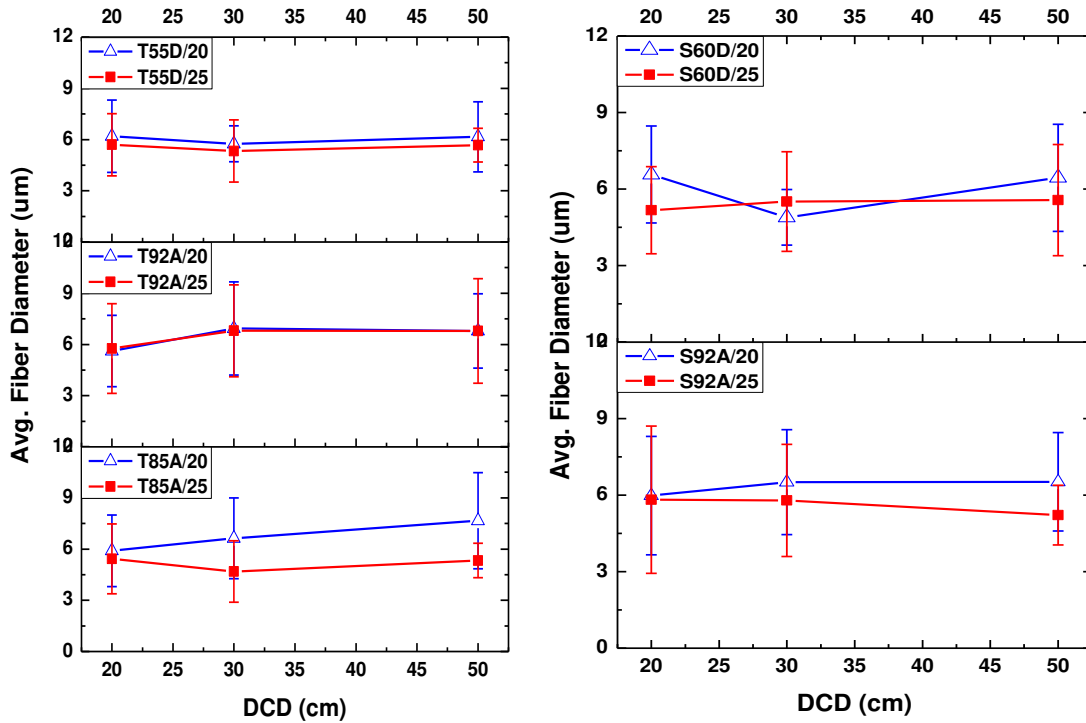 20 25 30 35 40 45 50
12
T55D/20
T55D/25
9
6
3
0
12
T92A/20
T92A/25
9
6
3
0
12
T85A/20
T85A/25
9
6
3
0
20 25 30 35 40 45 50
DCD (cm)
Avg. Fiber Diameter (um)
20 25 30 35 40 45 50
12
S60D/20
S60D/25
9
6
3
0
12
S92A/20
S92A/25
9
6
3
0
20 25 30 35 40 45 50
DCD (cm)
Avg. Fiber Diameter (um)